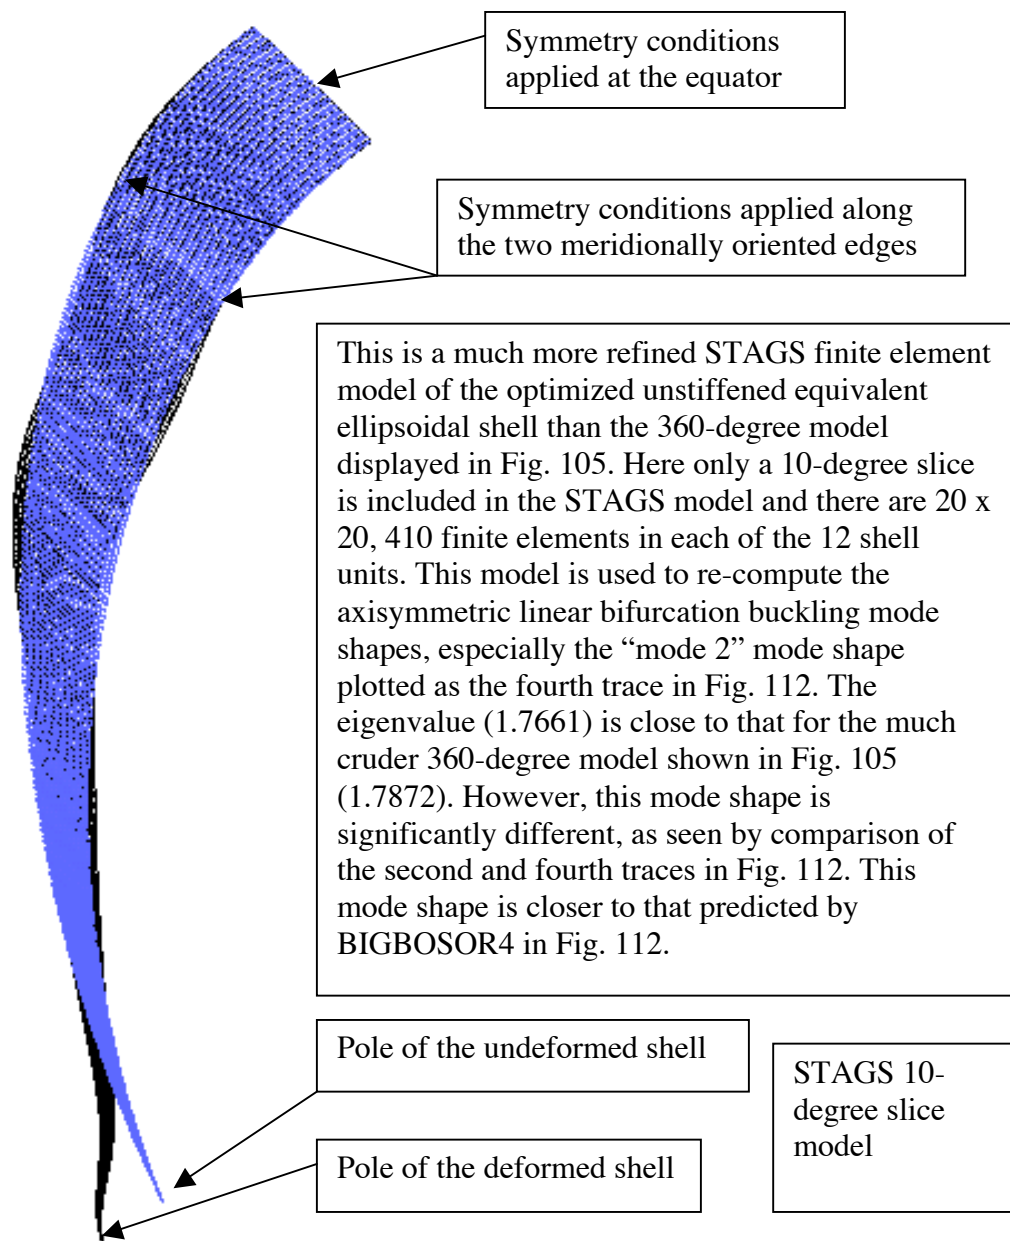 Symmetry conditions
applied at the equator
Symmetry conditions applied along
the two meridionally oriented edges
This is a much more refined STAGS finite element
model of the optimized unstiffened equivalent
ellipsoidal shell than the 360-degree model
displayed in Fig. 105. Here only a 10-degree slice
is included in the STAGS model and there are 20 x
20, 410 finite elements in each of the 12 shell
units. This model is used to re-compute the
axisymmetric linear bifurcation buckling mode
shapes, especially the “mode 2” mode shape
plotted as the fourth trace in Fig. 112. The
eigenvalue (1.7661) is close to that for the much
cruder 360-degree model shown in Fig. 105
(1.7872). However, this mode shape is
significantly different, as seen by comparison of
the second and fourth traces in Fig. 112. This
mode shape is closer to that predicted by
BIGBOSOR4 in Fig. 112.
Pole of the undeformed shell
STAGS 10-
degree slice
model
Pole of the deformed shell